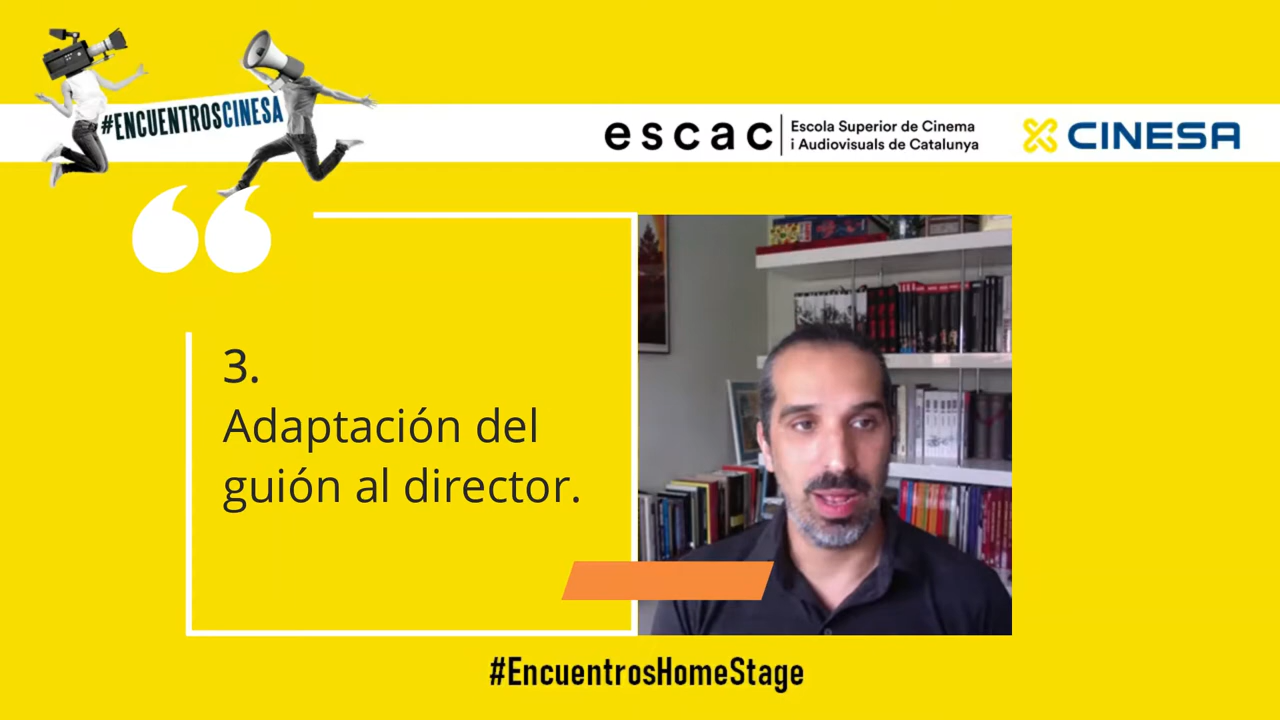 #ENCUENTROSCINESA
escac
Escola Superior de Cinema
i Audiovisuals de Catalunya
CINESA
3.
Adaptación del
guión al director.
#EncuentrosHomeStage